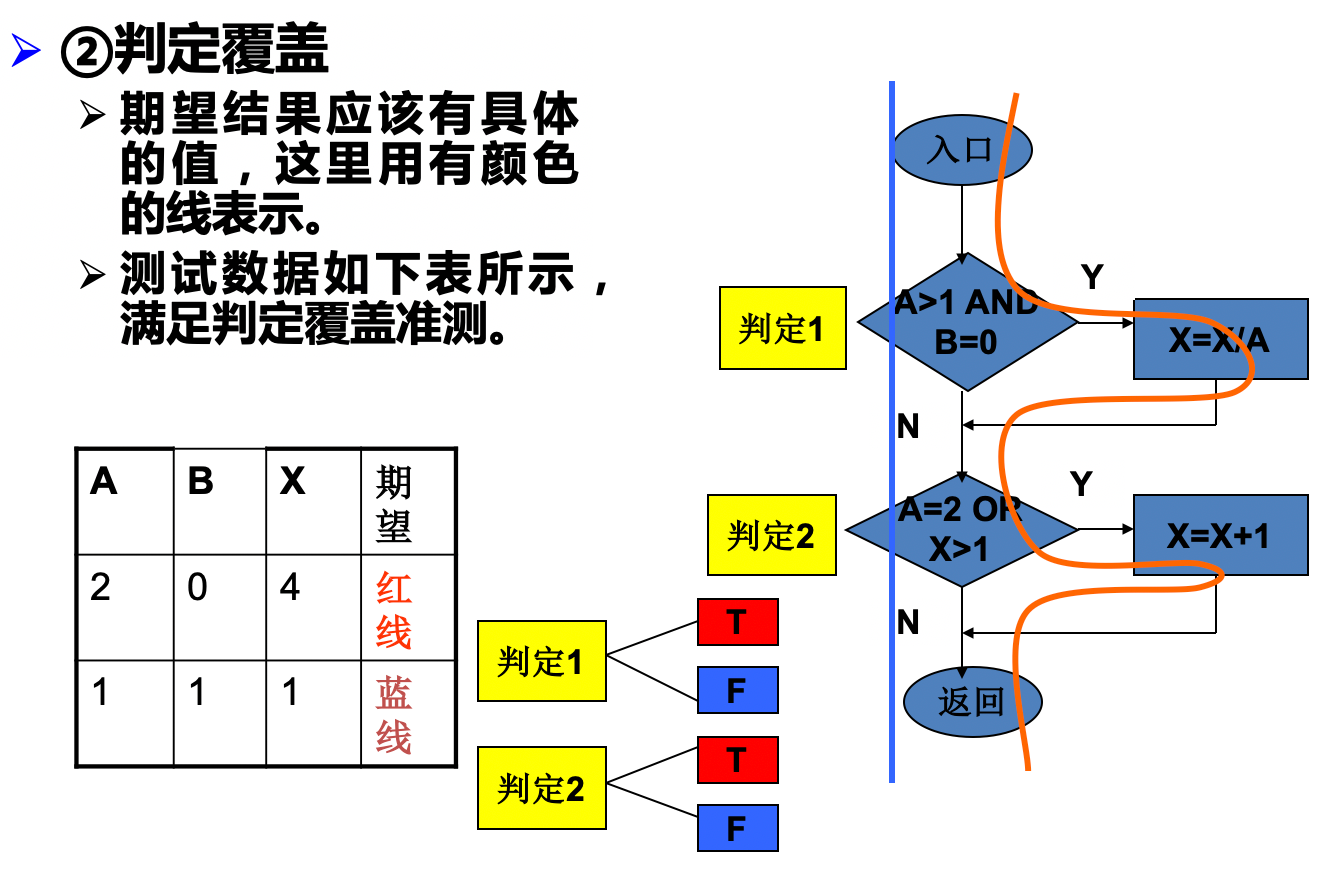 ②判定覆盖
期望结果应该有具体
的值，这里用有颜色
的线表示。
测试数据如下表所示，
满足判定覆盖准测。
A B X 期望
2 0 4 红线
1 1 1 蓝线
判定1
T
F
判定2
T
F
入口
判定1
A>1 AND
B=0
Y
X=X/A
N
判定2
A=2 OR
X>1
Y
X=X+1
N
返回